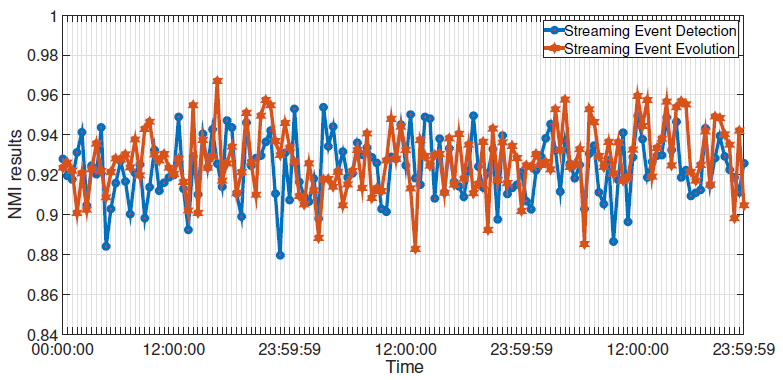 Streaming Event Detection
Streaming Event Evolution
NMI results
1
0.98
0.96
0.94
0.92
0.9
0.88
0.86
0.84
00:00:00 12:00:00 23:59:59 12:00:00 23:59:59 12:00:00 23:59:59
Time